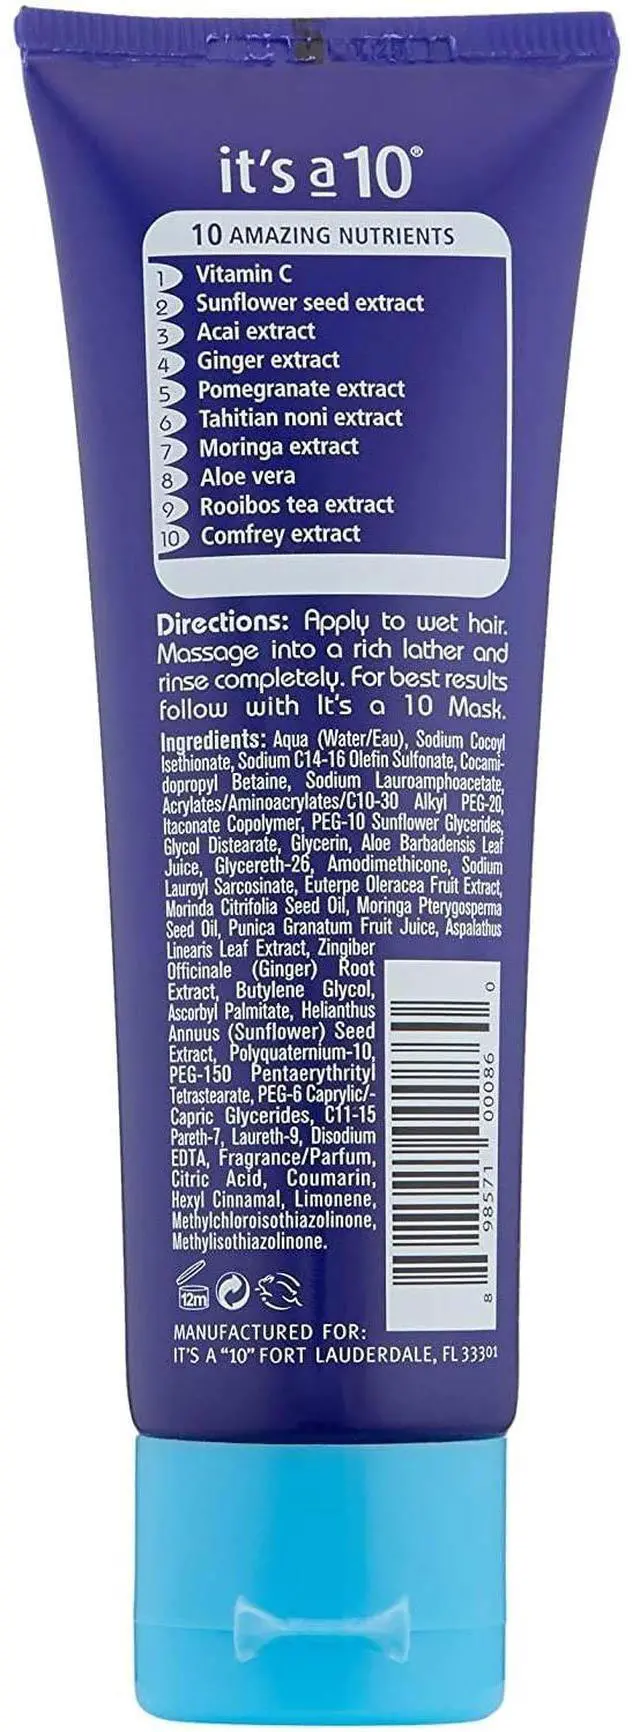 it's a 10®
10 AMAZING NUTRIENTS
1 Vitamin C
2 Sunflower seed extract
3 Acai extract
4 Ginger extract
5 Pomegranate extract
6 Tahitian noni extract
7 Moringa extract
8 Aloe vera
9 Rooibos tea extract
10 Comfrey extract
Directions: Apply to wet hair.
Massage into a rich lather and
rinse completely. For best results
follow with It's a 10 Mask.
Ingredients: Aqua (Water/Eau), Sodium Cocoyl
Isethionate, Sodium C14-16 Olefin Sulfonate, Cocami-
dopropyl Betaine, Sodium Lauroamphoacetate,
Acrylates/Aminoacrylates/C10-30 Alkyl PEG-20,
Itaconate Copolymer, PEG-10 Sunflower Glycerides,
Glycol Distearate, Glycerin, Aloe Barbadensis Leaf
Juice, Glycereth-26, Amodimethicone, Sodium
Lauroyl Sarcosinate, Euterpe Oleracea Fruit Extract,
Morinda Citrifolia Seed Oil, Moringa Pterygosperma
Seed Oil, Punica Granatum Fruit Juice, Aspalathus
Linearis Leaf Extract, Zingiber
Officinale (Ginger) Root
Extract, Butylene Glycol,
Ascorbyl Palmitate, Helianthus
Annuus (Sunflower) Seed
Extract, Polyquaternium-10,
PEG-150 Pentaerythrityl
Tetrastearate, PEG-6 Caprylic/-
Capric Glycerides, C11-15
Pareth-7, Laureth-9, Disodium
EDTA, Fragrance/Parfum,
Citric Acid, Coumarin,
Hexyl Cinnamal, Limonene,
Methylchloroisothiazolinone,
Methylisothiazolinone.
8 98571 00086 0
12m
MANUFACTURED FOR:
IT'S A "10" FORT LAUDERDALE, FL 33301